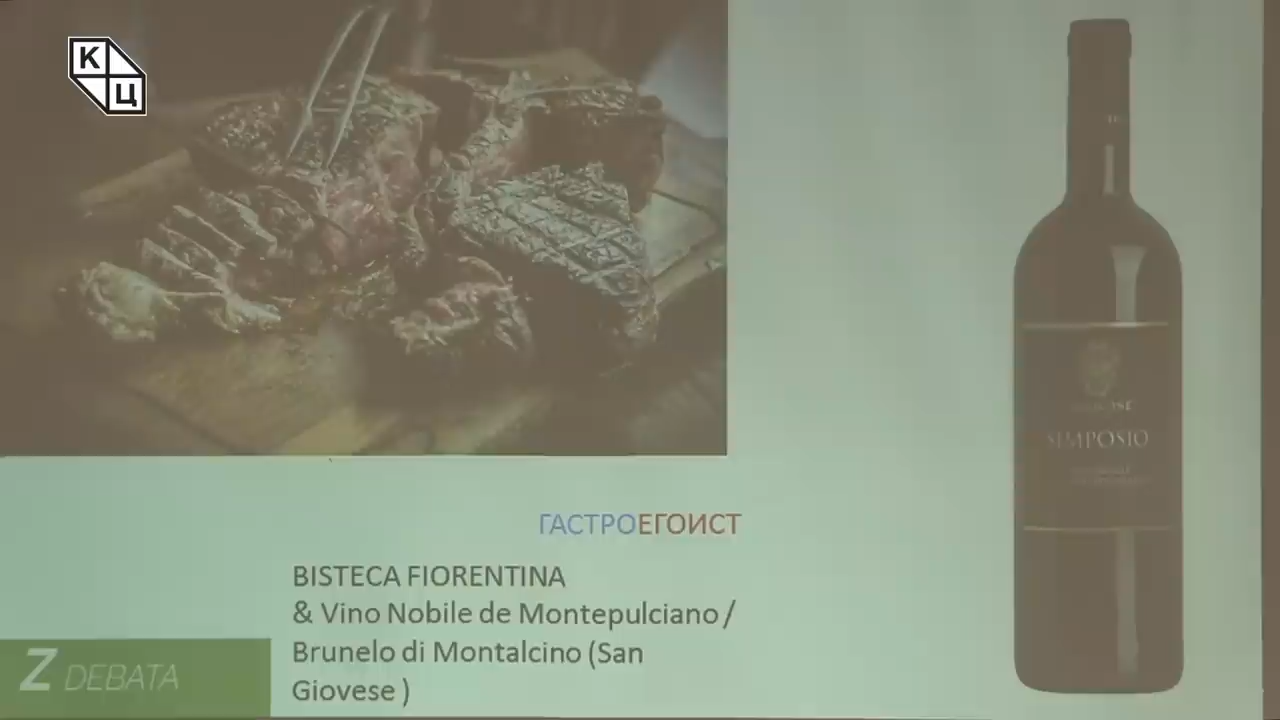 К
Ц
SIMPOSIO
ГАСТРОЕГОИСТ
BISTECA FIORENTINA
& Vino Nobile de Montepulciano /
Brunelo di Montalcino (San
Giovese )
Z DEBATA